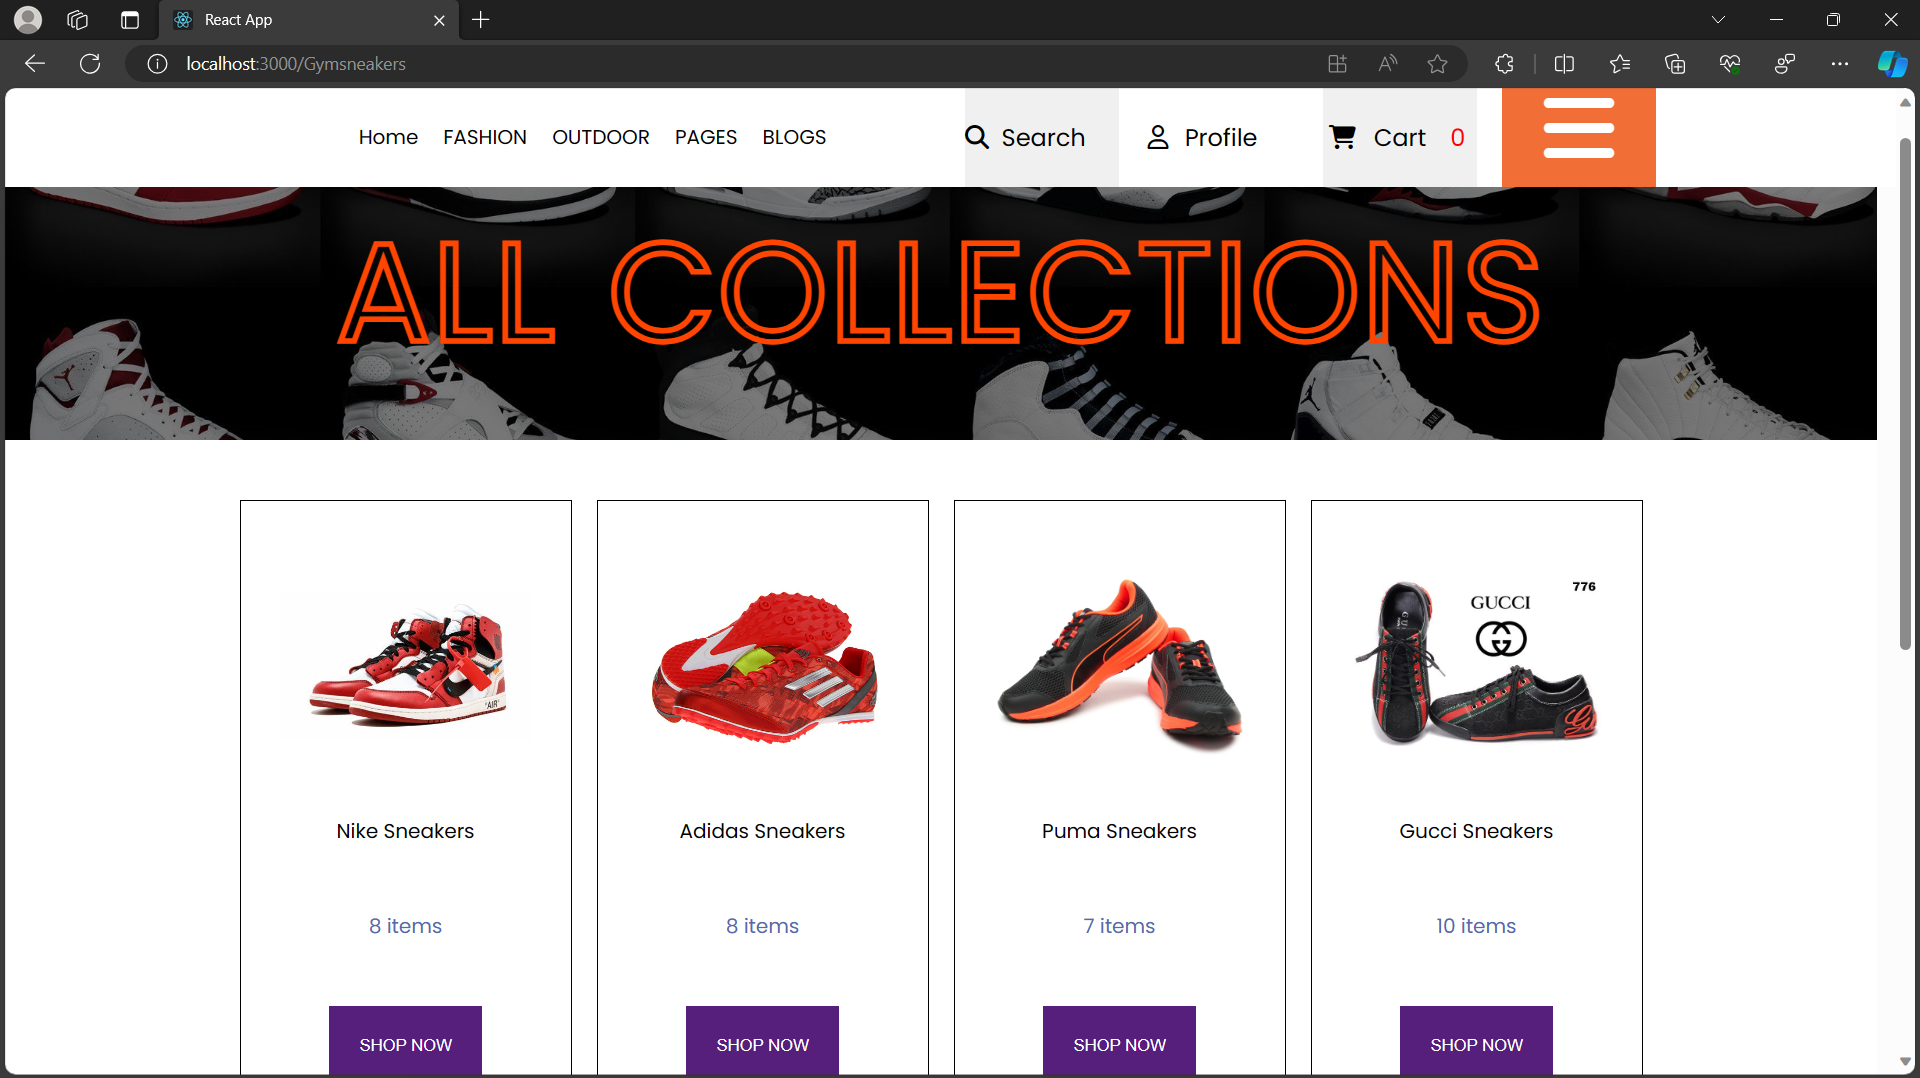 React App
localhost:3000/Gymsneakers
Home FASHION OUTDOOR PAGES BLOGS Search Profile Cart 0
ALL COLLECTIONS
776
GUCCI
"AIR"
Nike Sneakers Adidas Sneakers Puma Sneakers Gucci Sneakers
8 items 8 items 7 items 10 items
SHOP NOW SHOP NOW SHOP NOW SHOP NOW